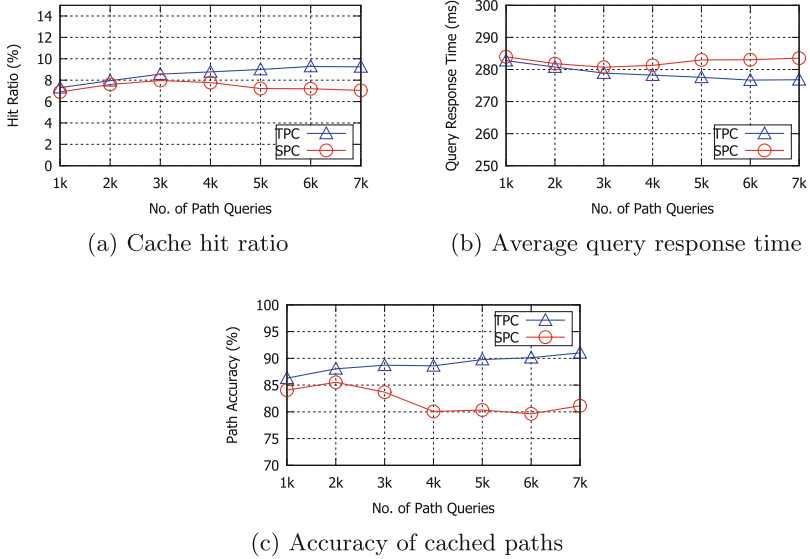 14
12
10
8
6
4
2
0
Hit Ratio (%)
TPC
SPC
1k 2k 3k 4k 5k 6k 7k
No. of Path Queries
(a) Cache hit ratio
300
290
280
270
260
250
Query Response Time (ms)
TPC
SPC
1k 2k 3k 4k 5k 6k 7k
No. of Path Queries
(b) Average query response time
100
95
90
85
80
75
70
Path Accuracy (%)
TPC
SPC
1k 2k 3k 4k 5k 6k 7k
No. of Path Queries
(c) Accuracy of cached paths